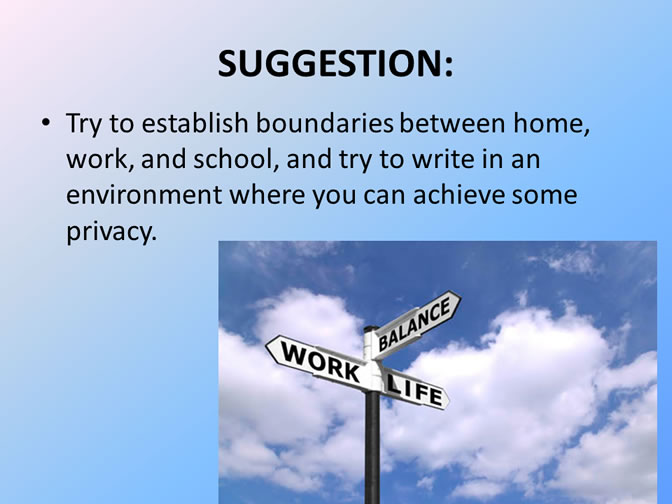 SUGGESTION:
• Try to establish boundaries between home,
work, and school, and try to write in an
environment where you can achieve some
privacy.
BALANCE
WORK
LIFE